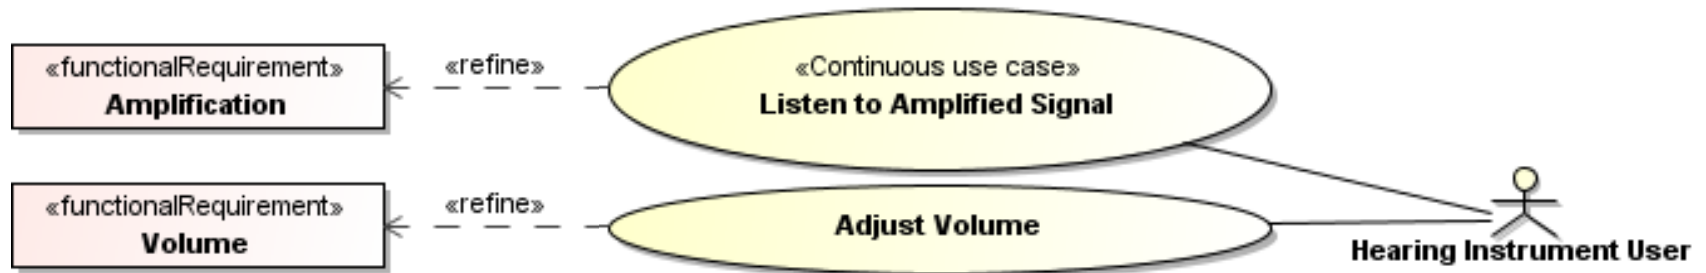 «functionalRequirement»
Amplification
«refine»
«Continuous use case»
Listen to Amplified Signal
«functionalRequirement»
Volume
«refine»
Adjust Volume
Hearing Instrument User